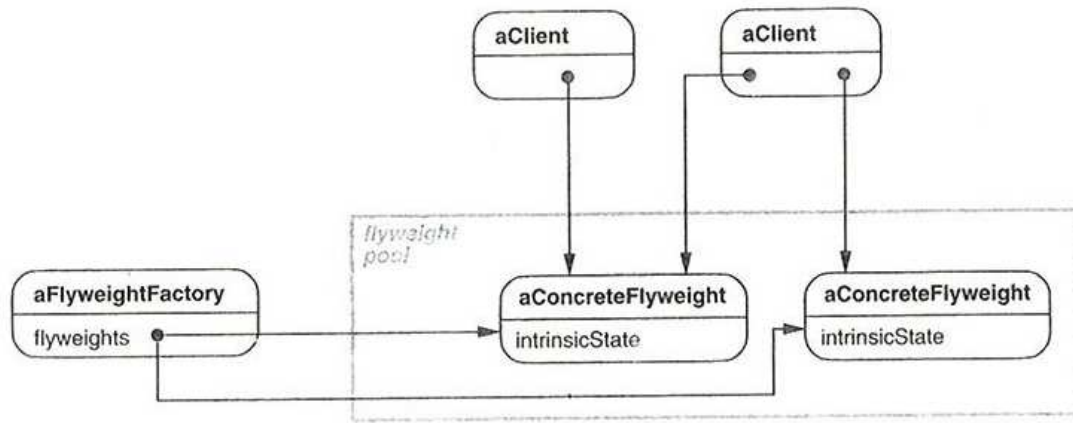 aClient
aClient
flyweight
pool
aFlyweightFactory
flyweights
aConcreteFlyweight
intrinsicState
aConcreteFlyweight
intrinsicState